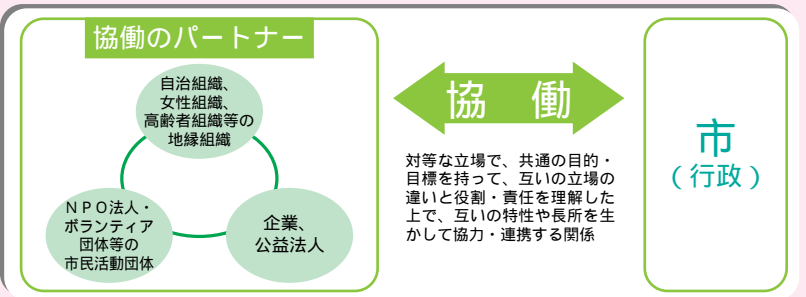 協働のパートナー
自治組織、
女性組織、
高齢者組織等の
地縁組織
ＮＰＯ法人・
ボランティア
団体等の
市民活動団体
企業、
公益法人
協　働
対等な立場で、共通の目的・
目標を持って、互いの立場の
違いと役割・責任を理解した
上で、互いの特性や長所を生
かして協力・連携する関係
市
（行政）